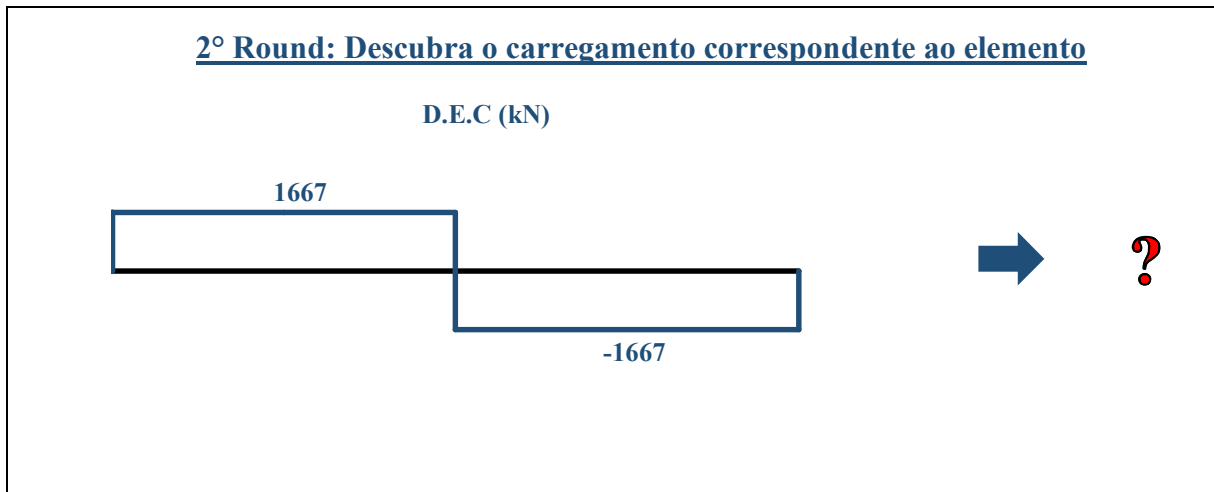 2° Round: Descubra o carregamento correspondente ao elemento
D.E.C (kN)
1667
?
-1667